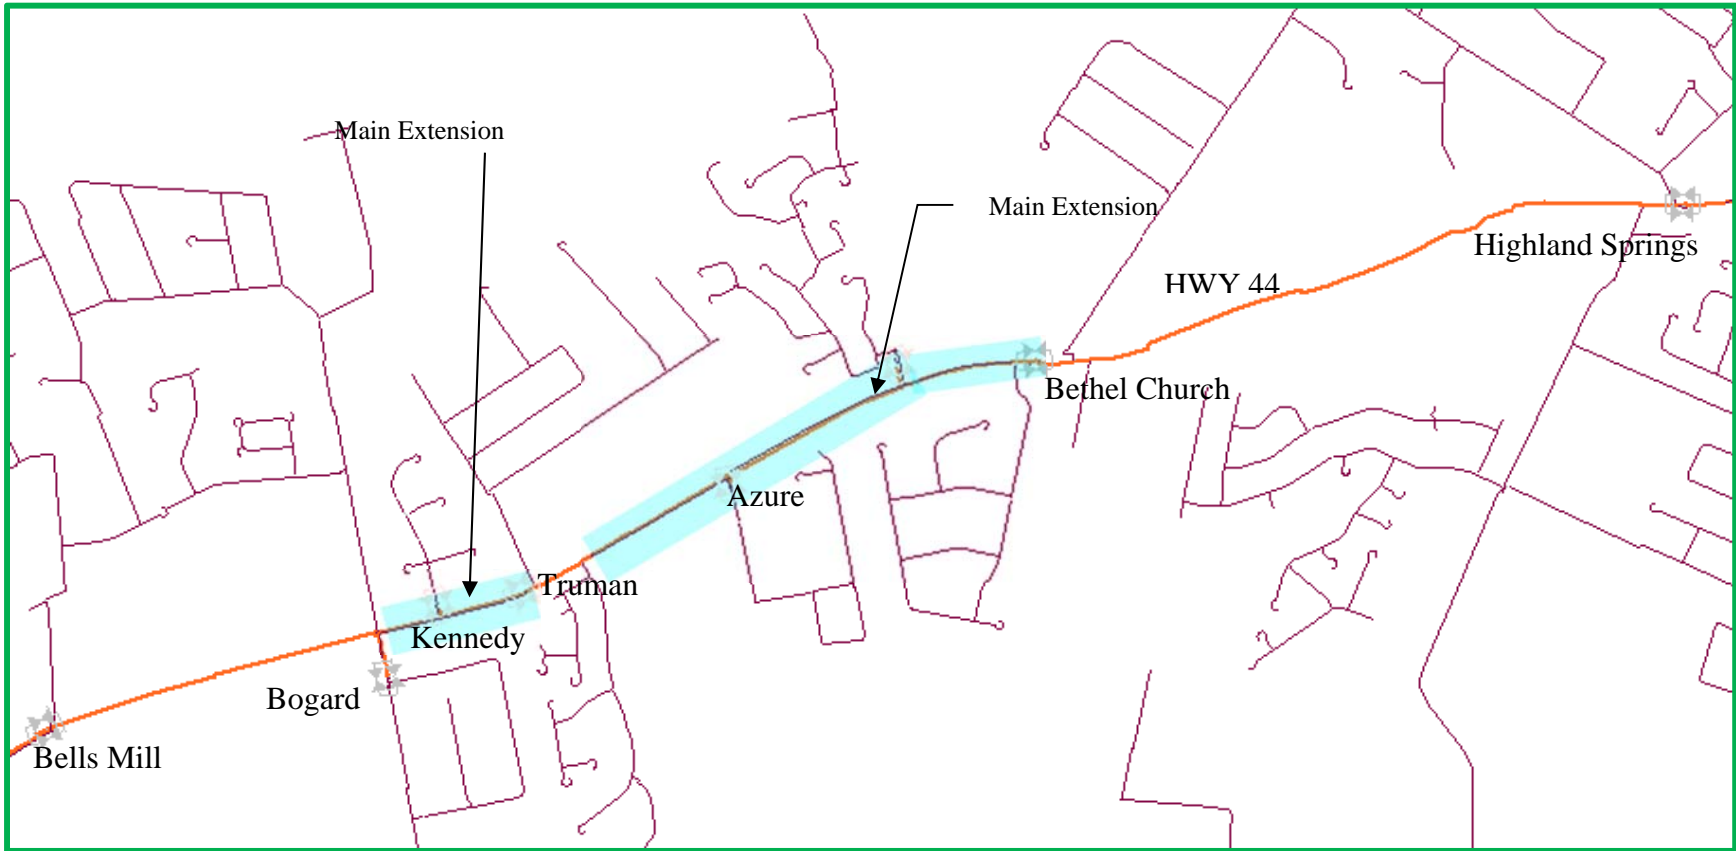 Main Extension
Main Extension
Highland Springs
HWY 44
Bethel Church
Azure
Truman
Kennedy
Bogard
Bells Mill